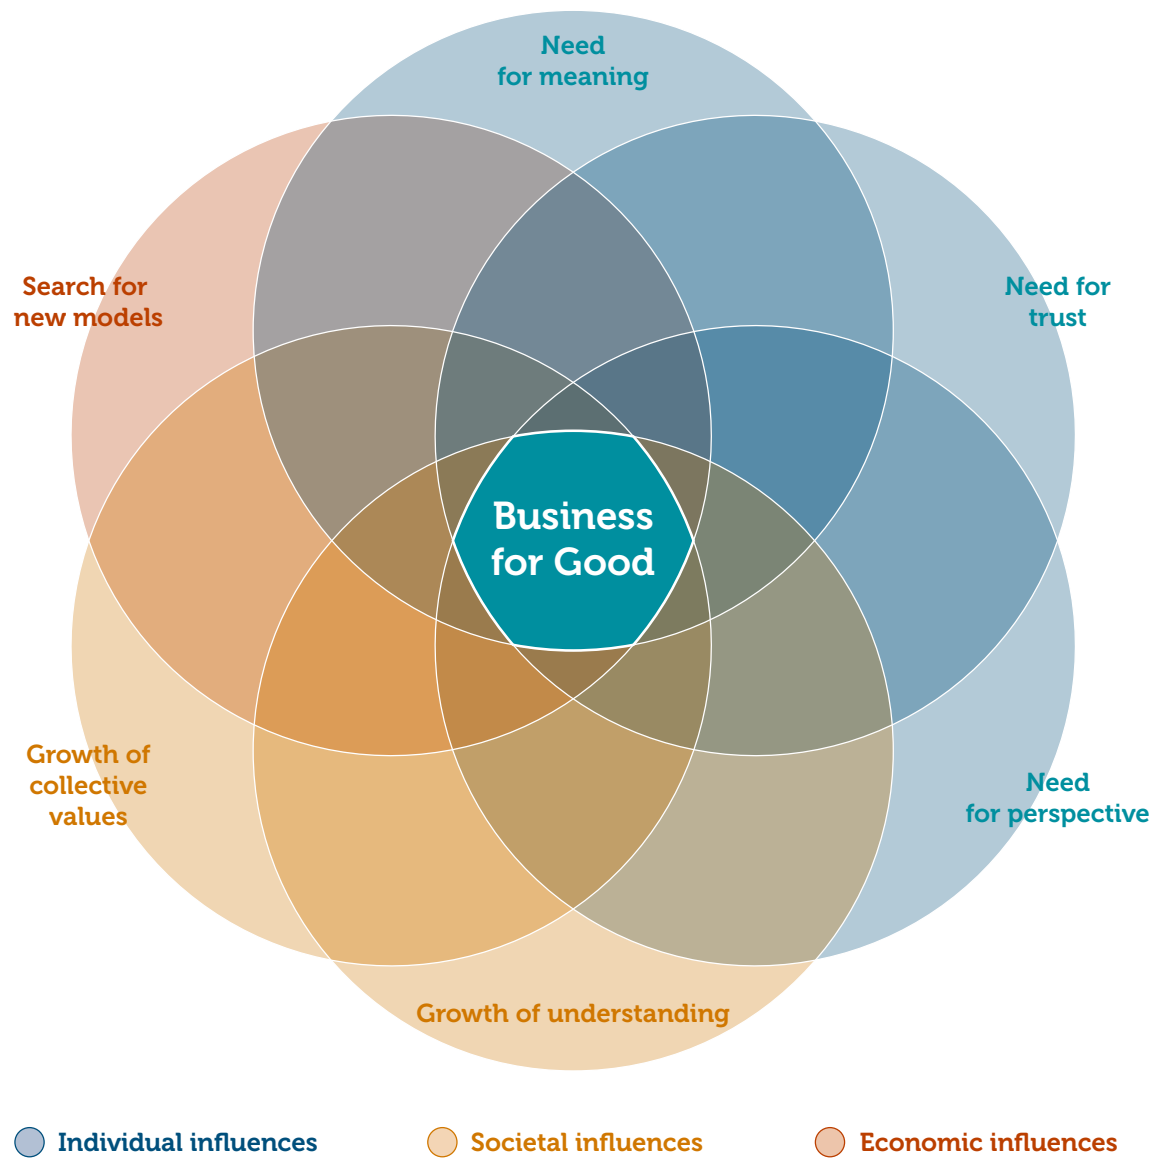 Need
for meaning
Search for
new models
Need for
trust
Business
for Good
Growth of
collective
values
Need
for perspective
Growth of understanding
Individual influences
Societal influences
Economic influences